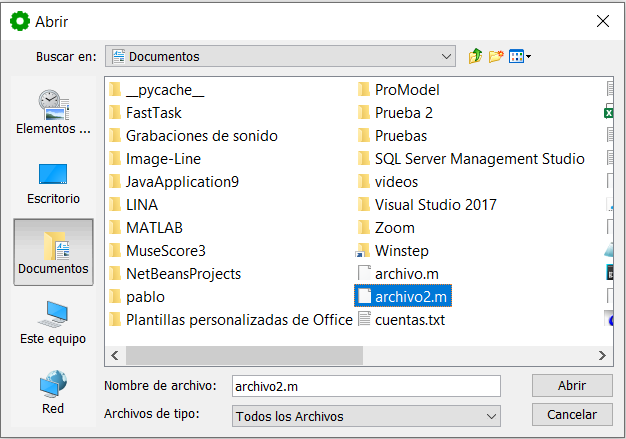 Abrir
Buscar en:
Documentos
Elementos ...
Escritorio
Documentos
Este equipo
Red
__pycache__
FastTask
Grabaciones de sonido
Image-Line
JavaApplication9
LINA
MATLAB
MuseScore3
NetBeansProjects
pablo
Plantillas personalizadas de Office
ProModel
Prueba 2
Pruebas
SQL Server Management Studio
videos
Visual Studio 2017
Zoom
Winstep
archivo.m
archivo2.m
cuentas.txt
Nombre de archivo:
archivo2.m
Abrir
Archivos de tipo:
Todos los Archivos
Cancelar